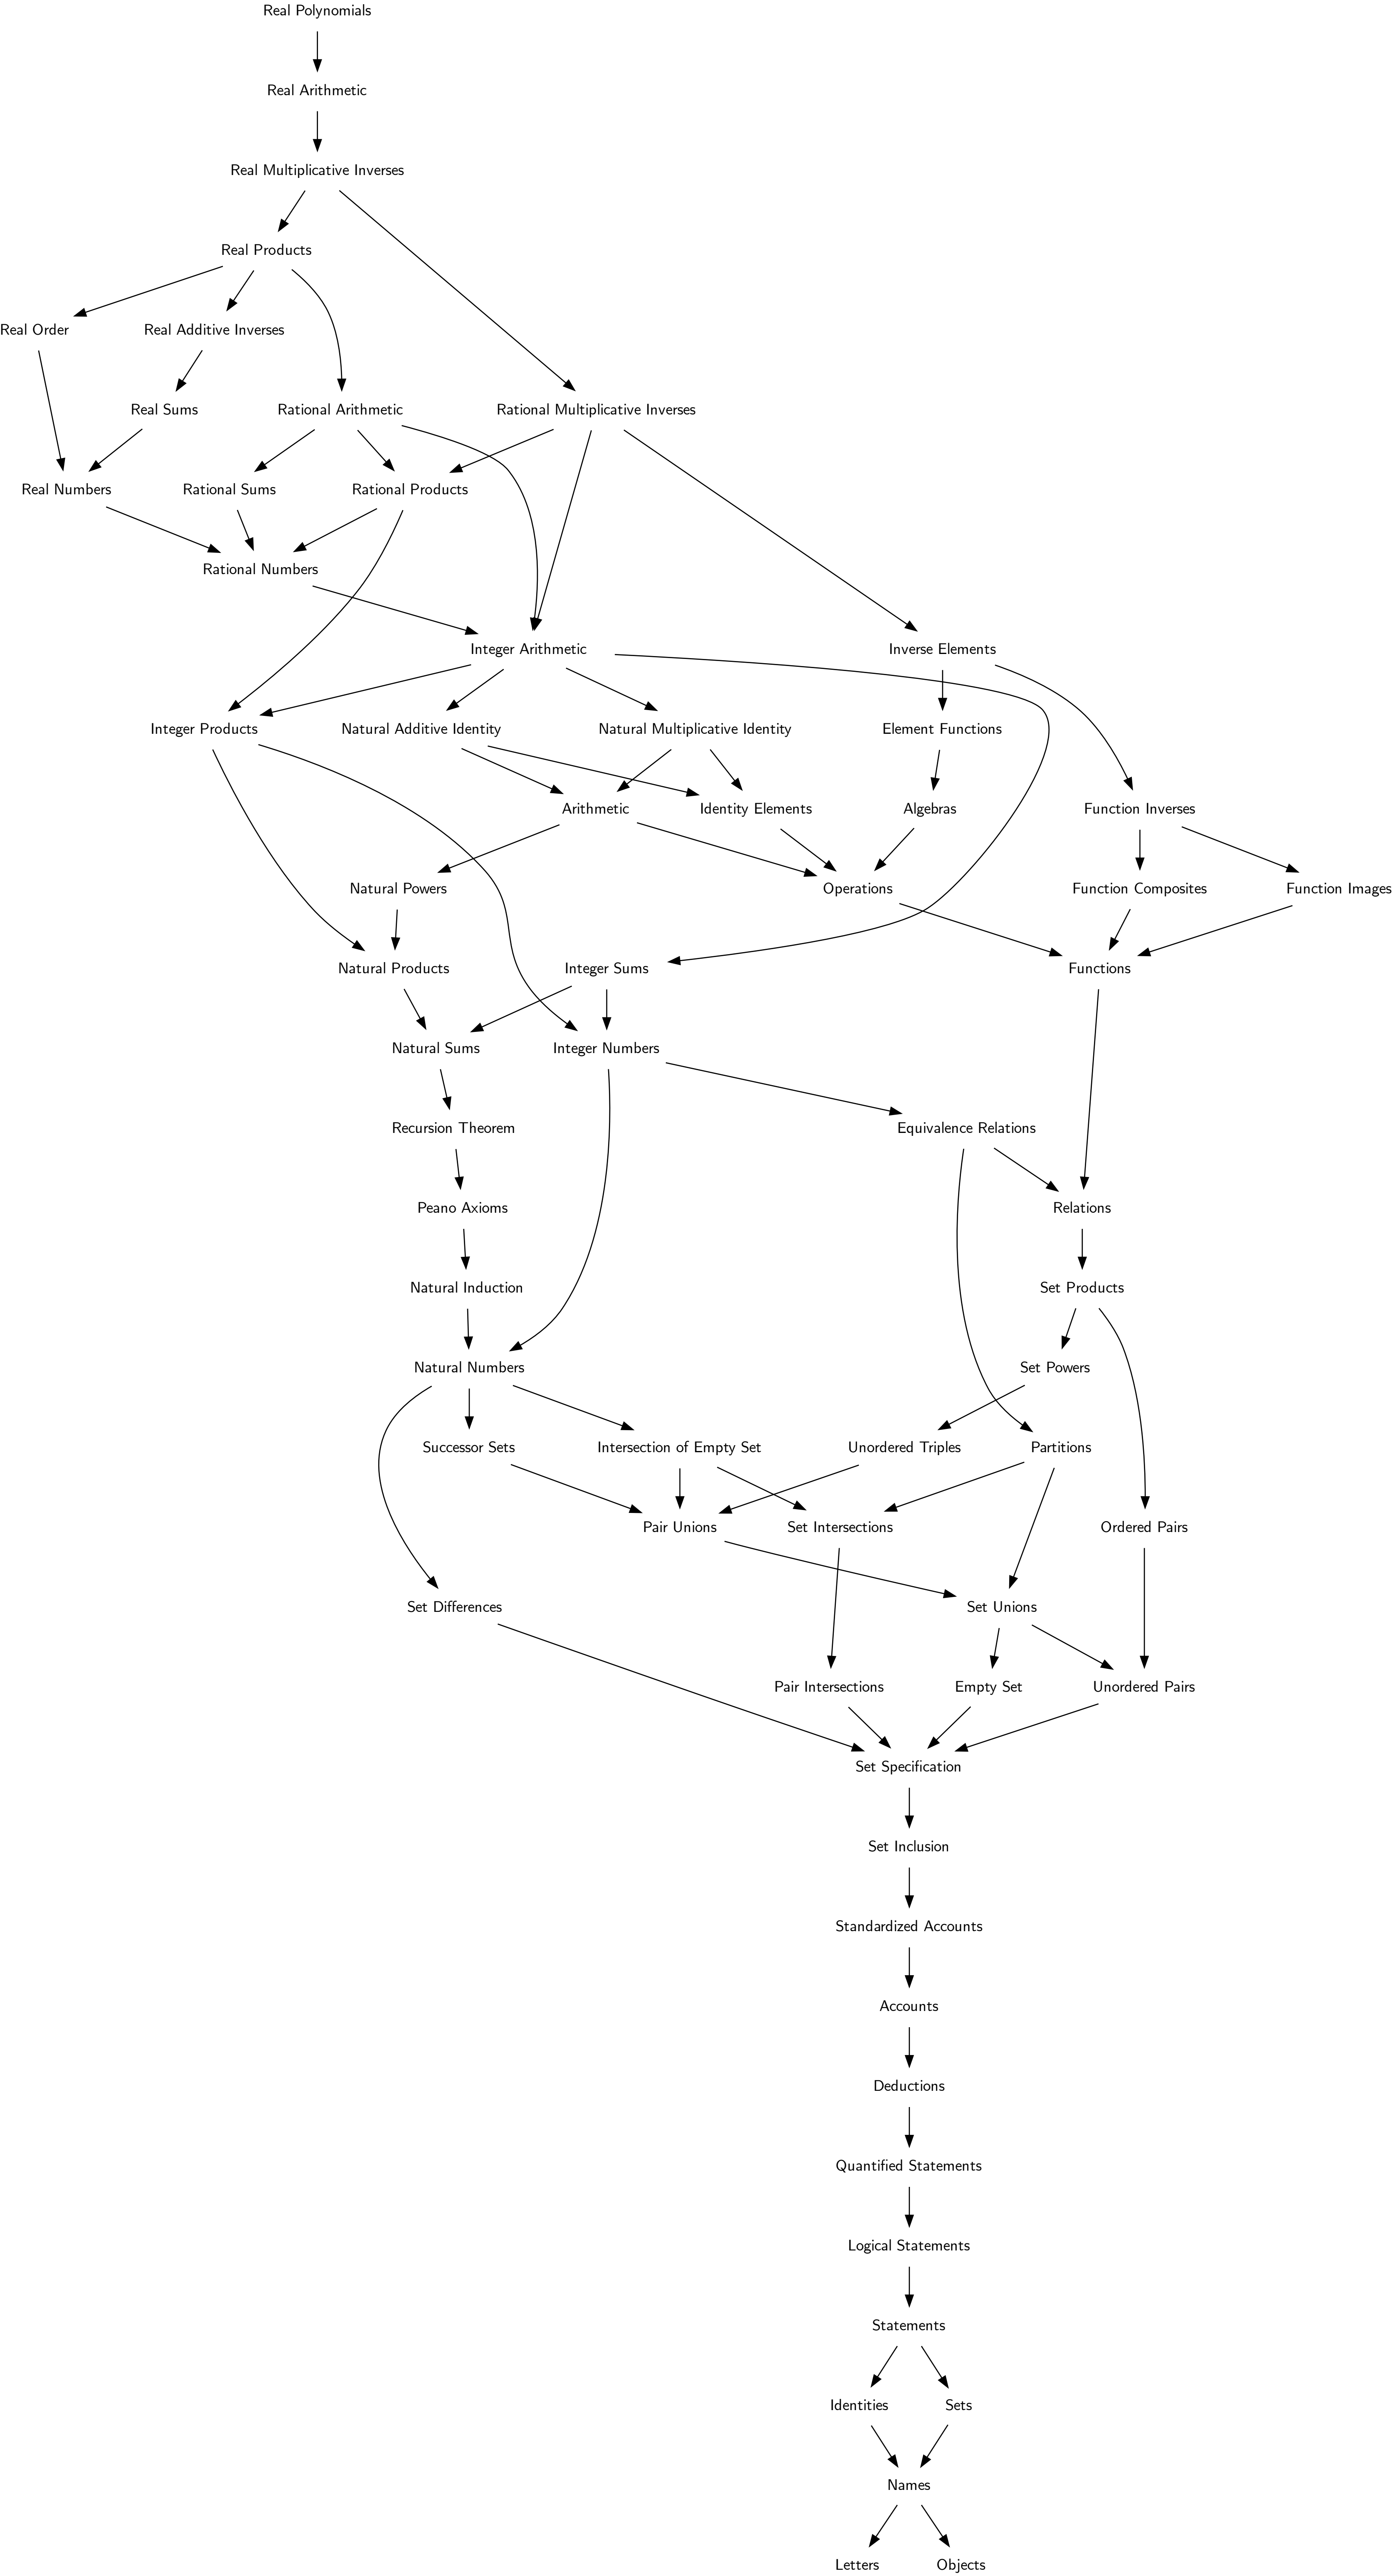 Real Polynomials
Real Arithmetic
Real Multiplicative Inverses
Real Products
Real Order
Real Additive Inverses
Real Sums
Rational Arithmetic
Rational Multiplicative Inverses
Real Numbers
Rational Sums
Rational Products
Rational Numbers
Integer Arithmetic
Inverse Elements
Integer Products
Natural Additive Identity
Natural Multiplicative Identity
Element Functions
Arithmetic
Identity Elements
Algebras
Function Inverses
Natural Powers
Operations
Function Composites
Function Images
Natural Products
Integer Sums
Functions
Natural Sums
Integer Numbers
Recursion Theorem
Equivalence Relations
Peano Axioms
Relations
Natural Induction
Set Products
Natural Numbers
Set Powers
Successor Sets
Intersection of Empty Set
Unordered Triples
Partitions
Pair Unions
Set Intersections
Ordered Pairs
Set Differences
Set Unions
Pair Intersections
Empty Set
Unordered Pairs
Set Specification
Set Inclusion
Standardized Accounts
Accounts
Deductions
Quantified Statements
Logical Statements
Statements
Identities
Sets
Names
Letters
Objects